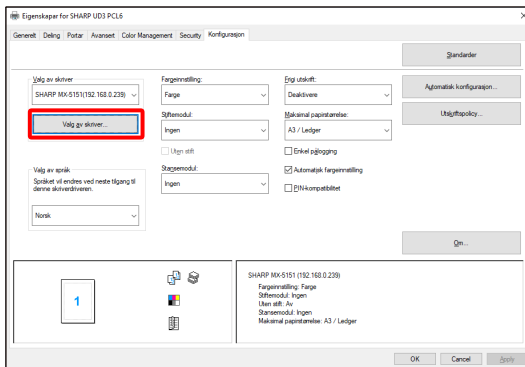 Eigenskapar for SHARP UD3 PCL6
Generelt Deling Portar Avansert Color Management Security Konfigurasjon
Standarder
Automatisk konfigurasjon...
Utskriftspolicy...
Om...
Valg av skriver
SHARP MX-5151(192.168.0.239)
Valg av skriver...
Valg av språk
Språket vil endres ved neste tilgang til
denne skriverdriveren.
Norsk
Fargeinnstilling:
Farge
Stiftemodul:
Ingen
Uten stift
Stansemodul:
Ingen
Frigi utskrift:
Deaktivere
Maksimal papirstørrelse:
A3 / Ledger
Enkel pålogging
Automatisk fargeinnstilling
PIN-kompatibilitet
1
SHARP MX-5151 (192.168.0.239)
Fargeinnstilling: Farge
Stiftemodul: Ingen
Uten stift: Av
Stansemodul: Ingen
Maksimal papirstørrelse: A3 / Ledger
OK Cancel Apply